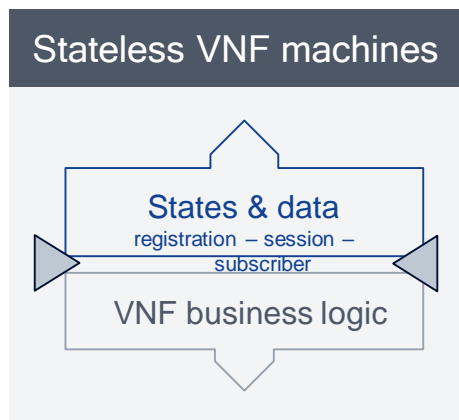 Stateless VNF machines
States & data
registration – session –
subscriber
VNF business logic